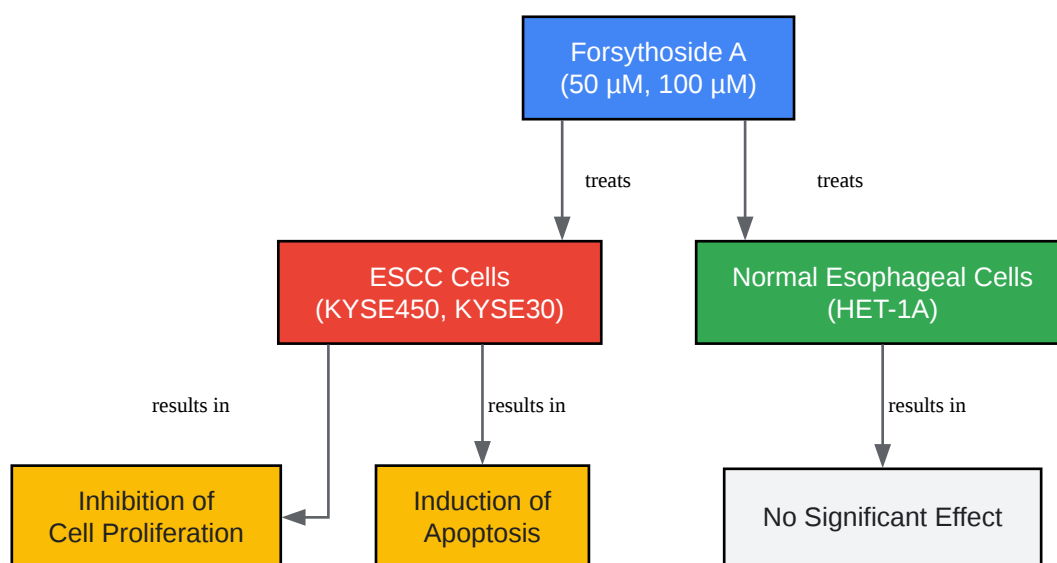 Forsythoside A
(50 µM, 100 µM)
treats
treats
ESCC Cells
(KYSE450, KYSE30)
Normal Esophageal Cells
(HET-1A)
results in
results in
results in
Inhibition of
Cell Proliferation
Induction of
Apoptosis
No Significant Effect